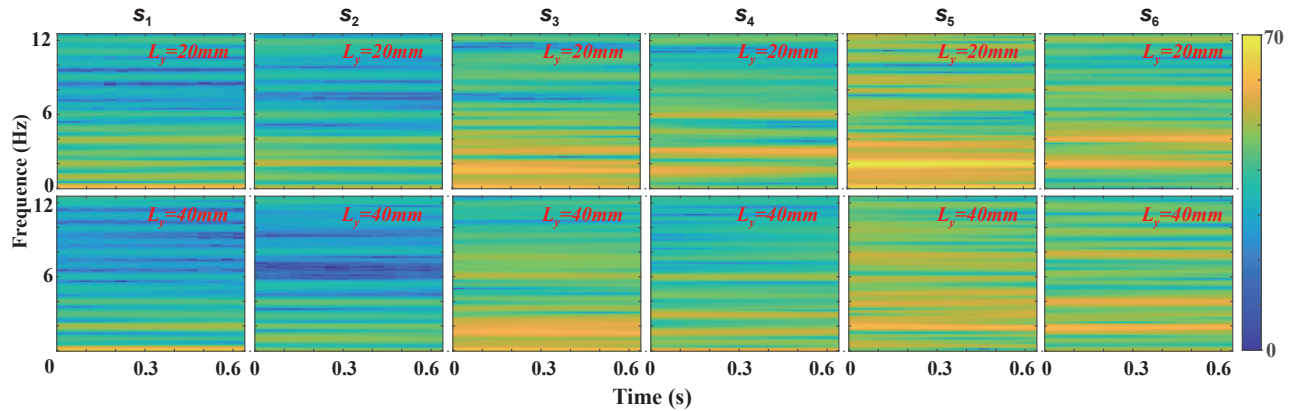 s1 s2 s3 s4 s5 s6
12 Ly=20mm Ly=20mm Ly=20mm Ly=20mm Ly=20mm Ly=20mm 70
6
0
Frequence (Hz)
12 Ly=40mm Ly=40mm Ly=40mm Ly=40mm Ly=40mm Ly=40mm
6
0 0
0 0.3 0.6 0 0.3 0.6 0 0.3 0.6 0 0.3 0.6 0 0.3 0.6 0 0.3 0.6
Time (s)